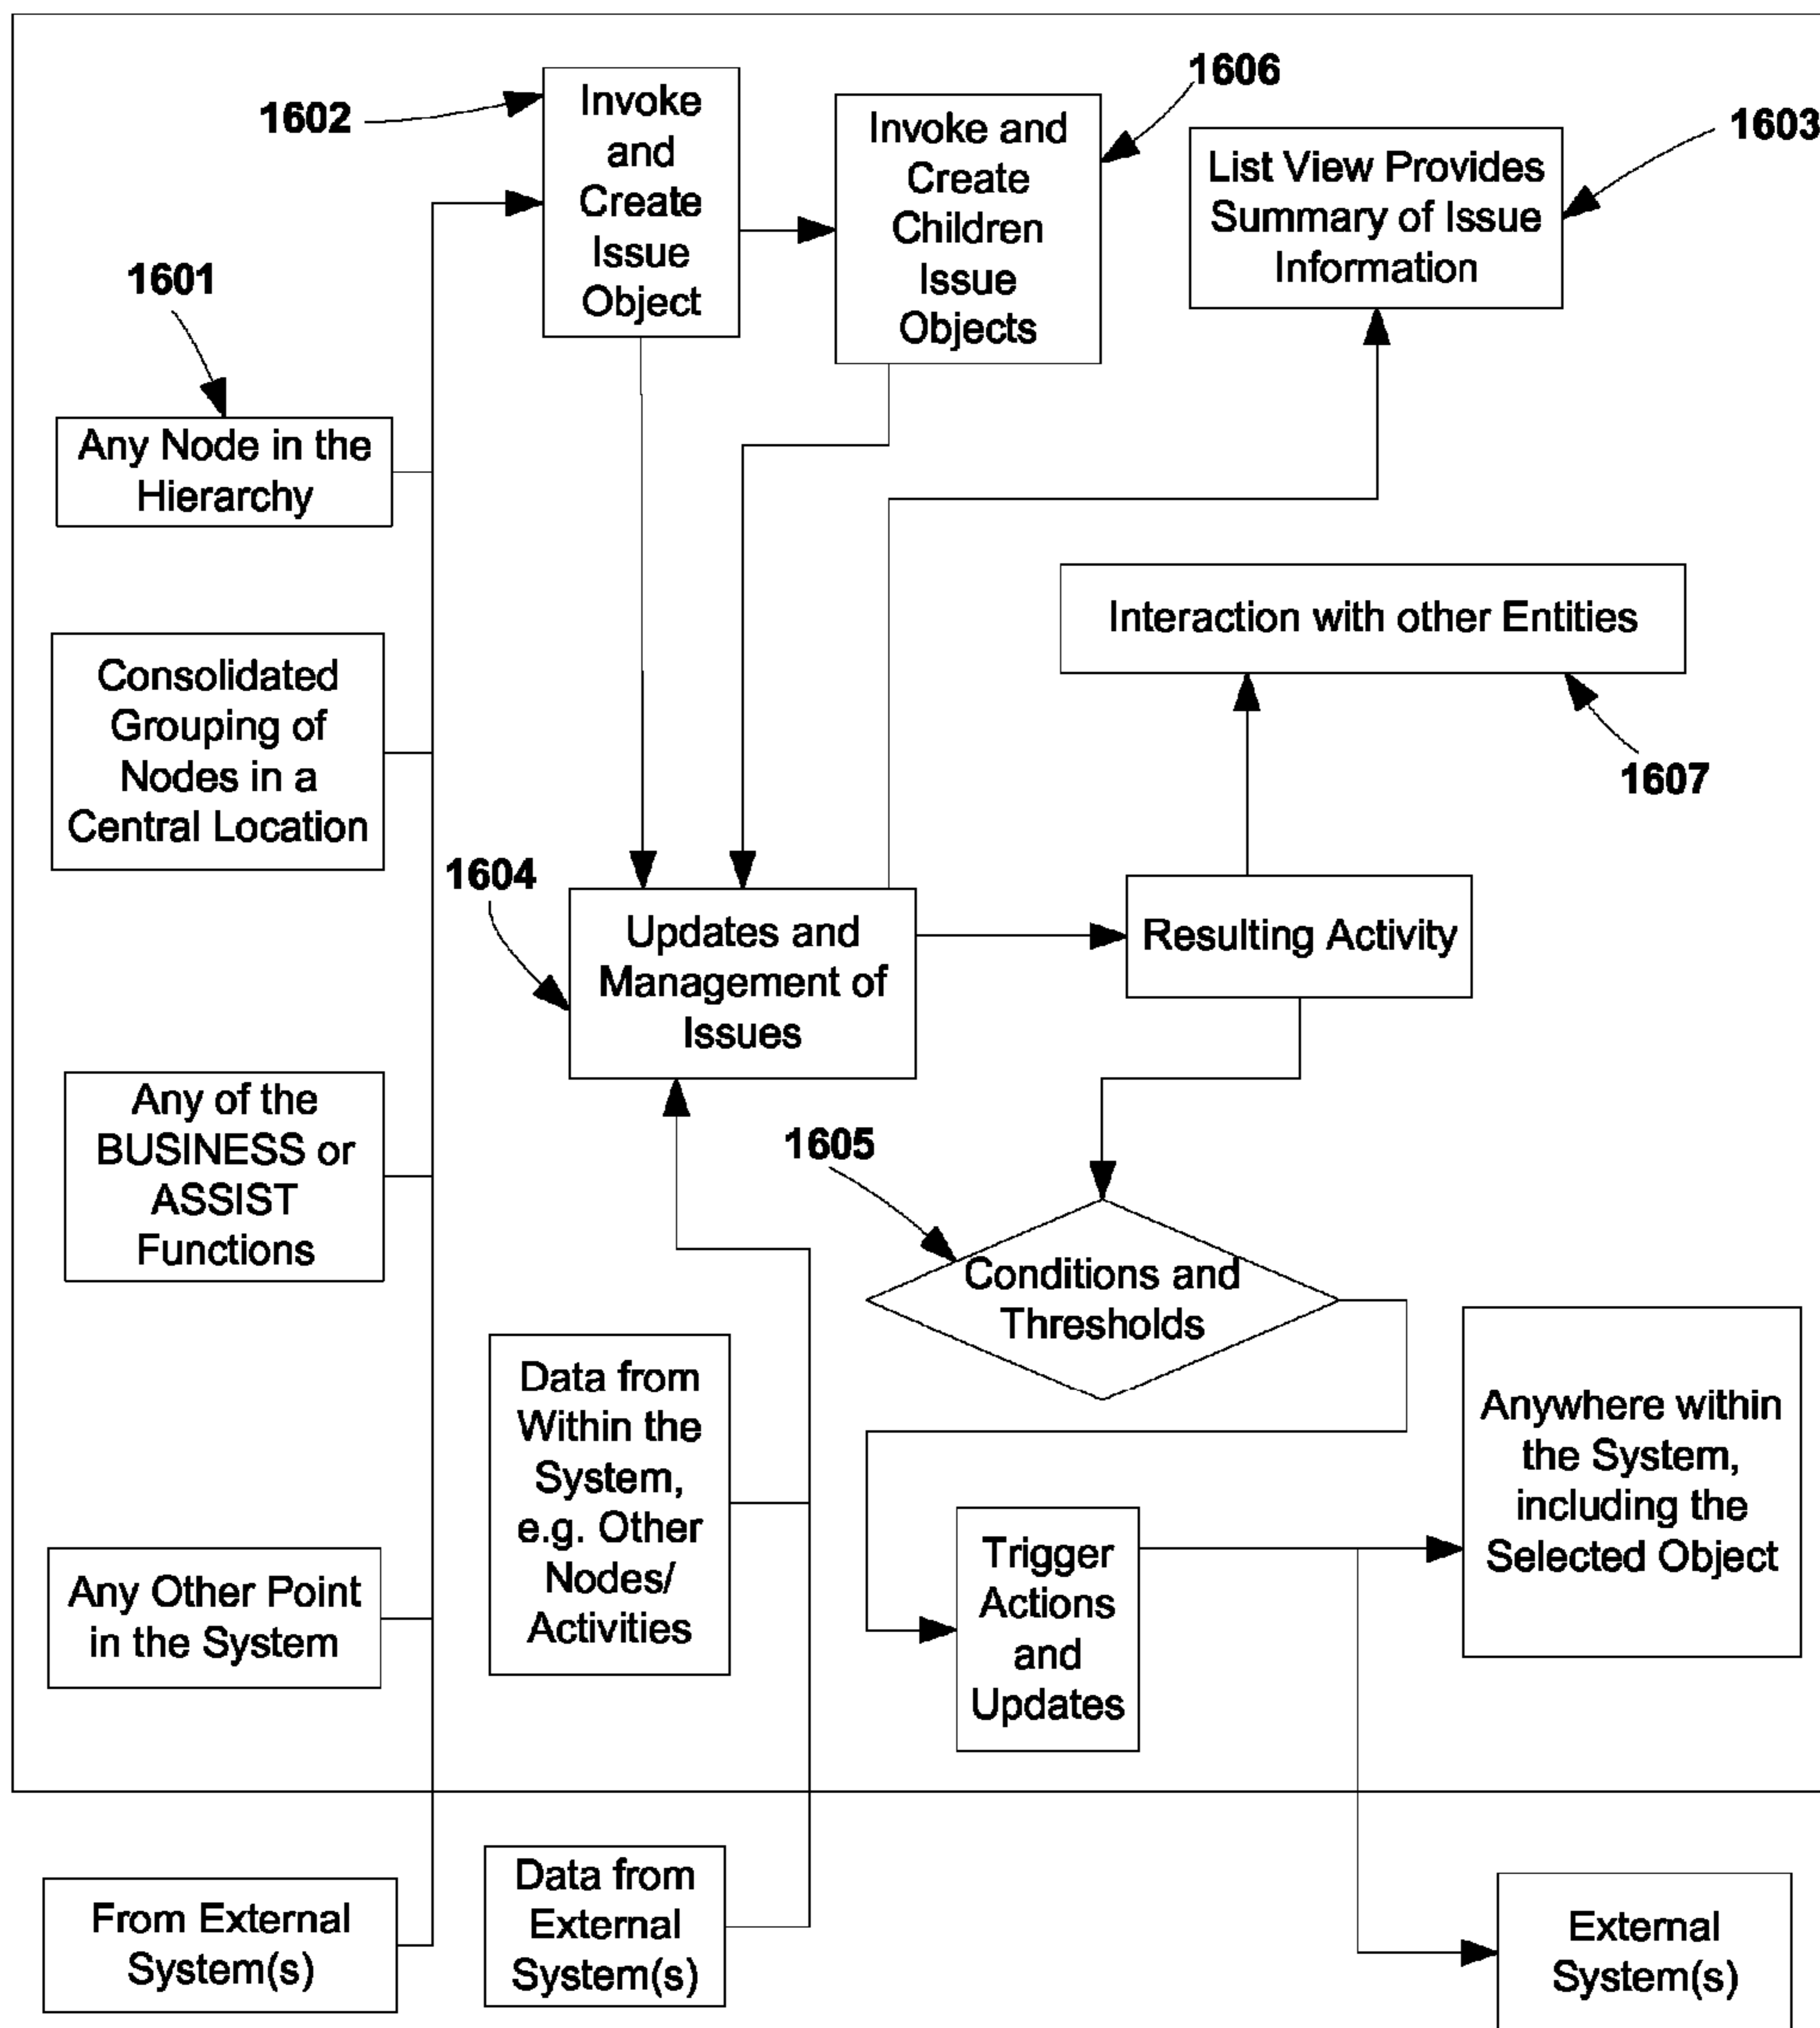 1602
Invoke
and
Create
Issue
Object
1606
Invoke and
Create
Children
Issue
Objects
1603
List View Provides
Summary of Issue
Information
1601
Any Node in the
Hierarchy
Interaction with other Entities
1607
Consolidated
Grouping of
Nodes in a
Central Location
1604
Updates and
Management of
Issues
Resulting Activity
Any of the
BUSINESS or
ASSIST
Functions
1605
Conditions and
Thresholds
Data from
Within the
System,
e.g. Other
Nodes/
Activities
Anywhere within
the System,
including the
Selected Object
Trigger
Actions
and
Updates
Any Other Point
in the System
From External
System(s)
Data from
External
System(s)
External
System(s)